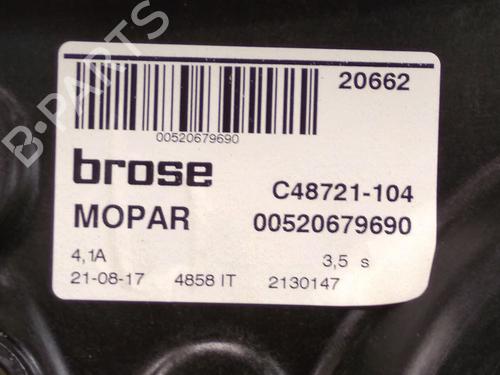 20662
00520679690
brose
C48721-104
MOPAR
00520679690
4,1A
3,5 s
21-08-17
4858 IT
2130147
B-PARTS